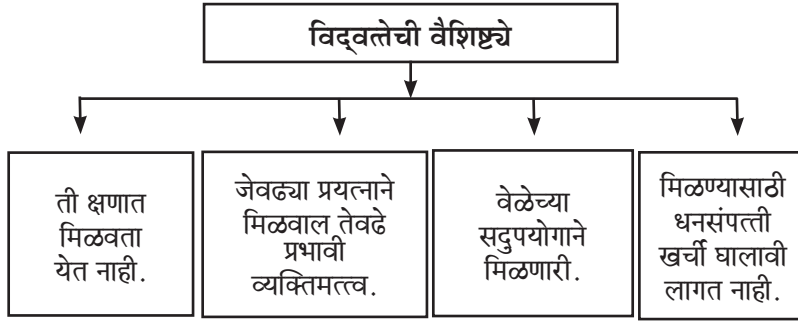 विद्‌वत्तेची वैशिष्ट्ये
ती क्षणात
मिळवता
येत नाही.
जेवढ्या प्रयत्नाने
मिळवाल तेवढे
प्रभावी
व्यक्तिमत्त्व.
वेळेच्या
सदुपयोगाने
मिळणारी.
मिळण्यासाठी
धनसंपत्ती
खर्ची घालावी
लागत नाही.